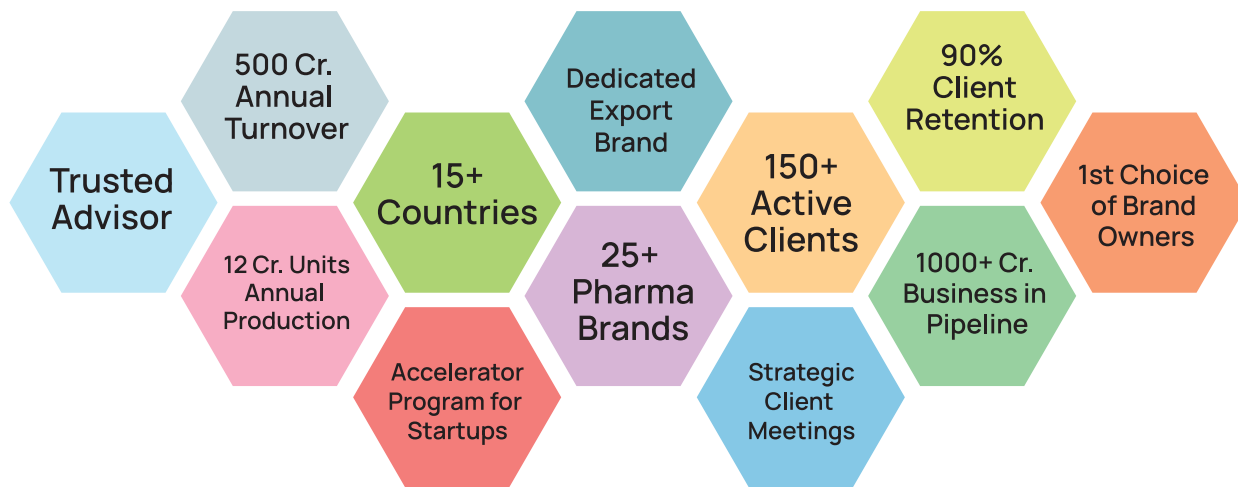 Trusted
Advisor
500 Cr.
Annual
Turnover
12 Cr. Units
Annual
Production
15+
Countries
Accelerator
Program for
Startups
Dedicated
Export
Brand
25+
Pharma
Brands
150+
Active
Clients
Strategic
Client
Meetings
90%
Client
Retention
1000+ Cr.
Business in
Pipeline
1st Choice
of Brand
Owners